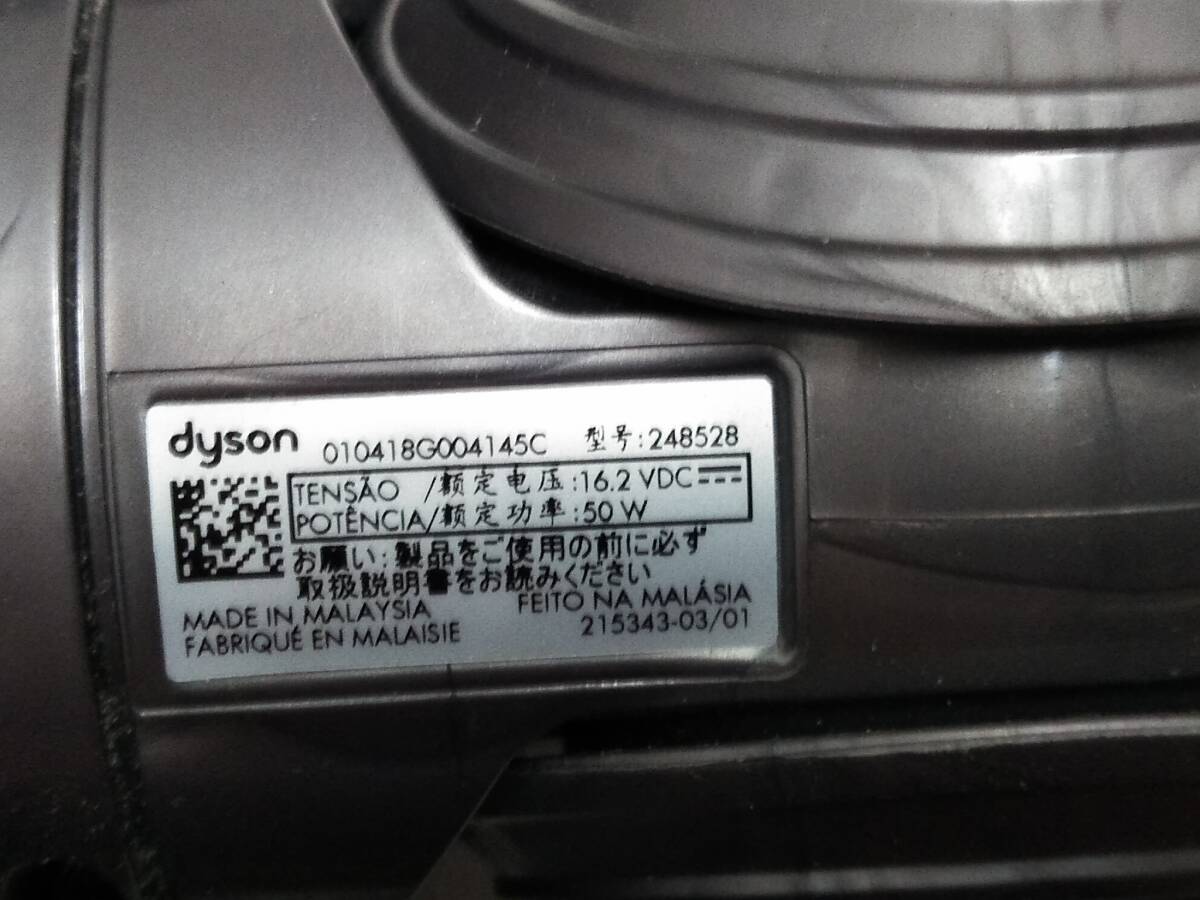 dyson 010418G004145C 型号:248528
TENSÃO /额定电压:16.2 VDC
POTÊNCIA/额定功率:50 W
お願い:製品をご使用の前に必ず
取扱説明書をお読みください
MADE IN MALAYSIA FEITO NA MALÁSIA
FABRIQUÉ EN MALAISIE 215343-03/01